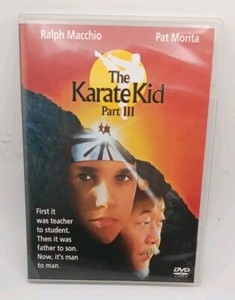 Ralph Macchio Pat Morita
The
Karate Kid
Part III
First it
was teacher
to student.
Then it was
father to son.
Now, it's man
to man.
DVD
VIDEO